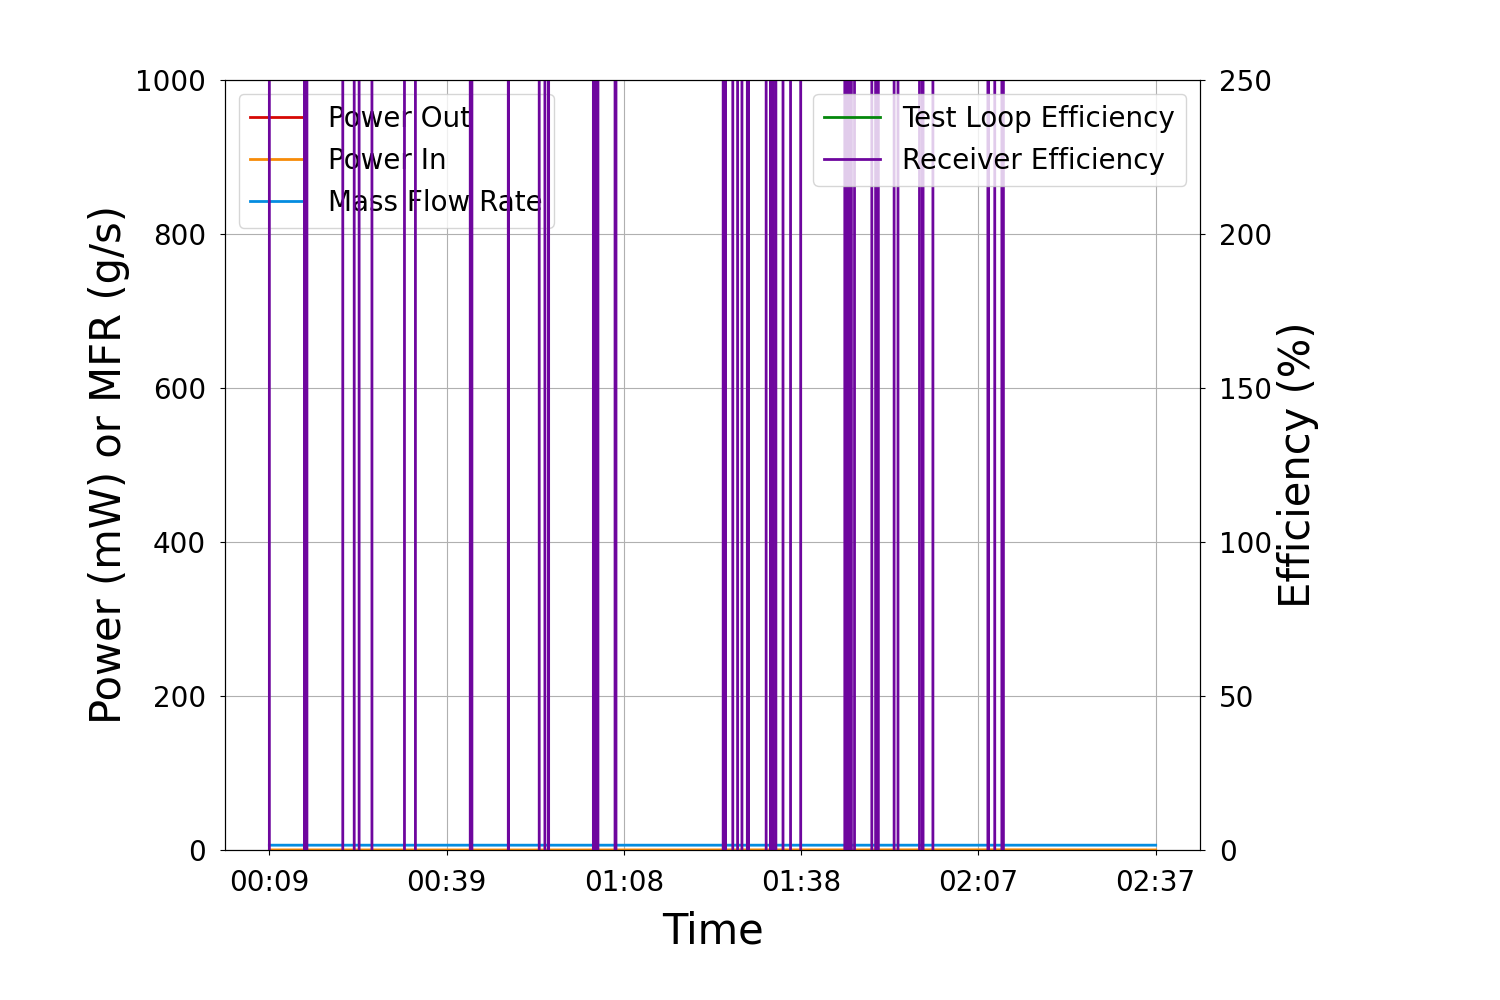 1000
800
600
400
200
0
Power (mW) or MFR (g/s)
Power Out
Power In
Mass Flow Rate
Test Loop Efficiency
Receiver Efficiency
250
200
150
100
50
0
Efficiency (%)
00:09 00:39 01:08 01:38 02:07 02:37
Time